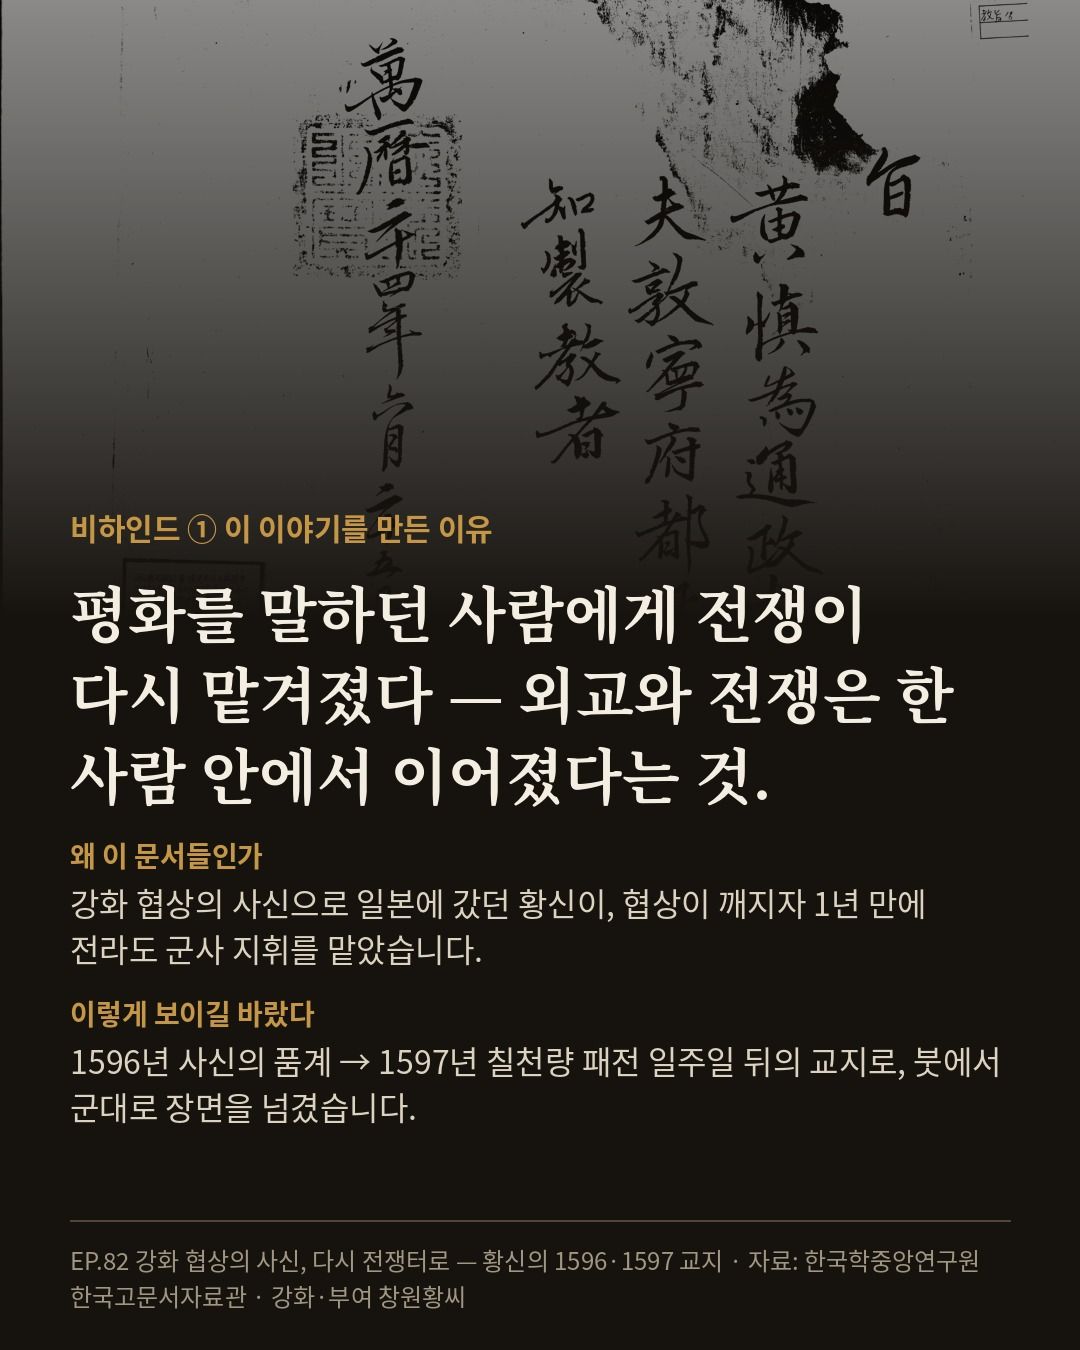 旨
黃愼爲通政
夫敦寧府都
知製敎者
萬曆二十四年六月二
五
비하인드 ① 이 이야기를 만든 이유
평화를 말하던 사람에게 전쟁이
다시 맡겨졌다 — 외교와 전쟁은 한
사람 안에서 이어졌다는 것.
왜 이 문서들인가
강화 협상의 사신으로 일본에 갔던 황신이, 협상이 깨지자 1년 만에
전라도 군사 지휘를 맡았습니다.
이렇게 보이길 바랐다
1596년 사신의 품계 → 1597년 칠천량 패전 일주일 뒤의 교지로, 붓에서
군대로 장면을 넘겼습니다.
EP.82 강화 협상의 사신, 다시 전쟁터로 — 황신의 1596·1597 교지 · 자료: 한국학중앙연구원
한국고문서자료관 · 강화·부여 창원황씨